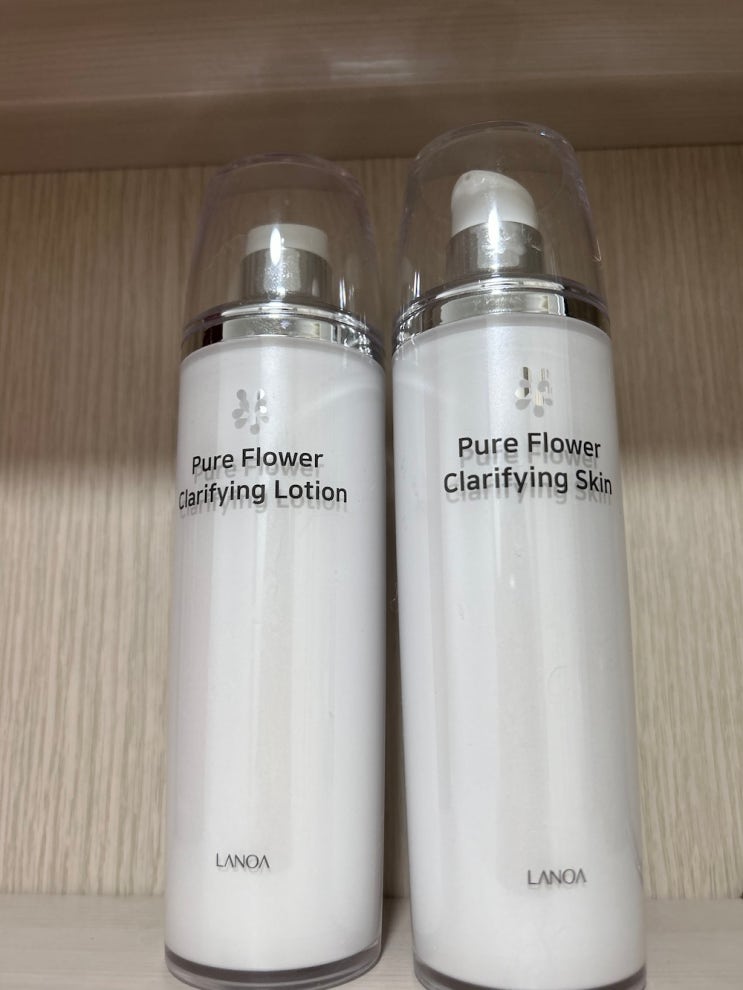 Pure Flower
Clarifying Lotion
LANOA
Pure Flower
Clarifying Skin
LANOA